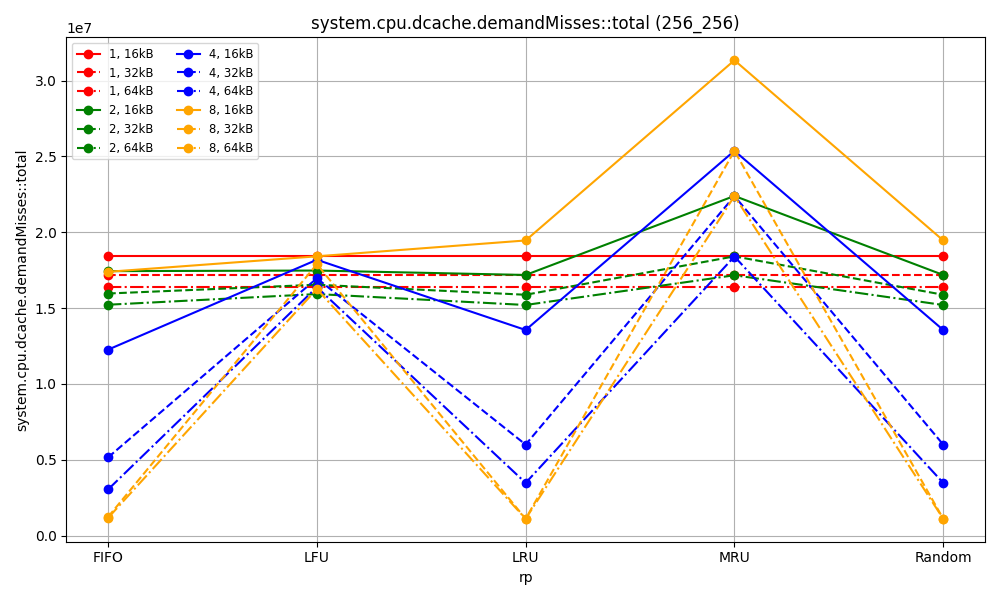 system.cpu.dcache.demandMisses::total (256_256)
1e7
1, 16kB
1, 32kB
1, 64kB
2, 16kB
2, 32kB
2, 64kB
4, 16kB
4, 32kB
4, 64kB
8, 16kB
8, 32kB
8, 64kB
system.cpu.dcache.demandMisses::total
3.0
2.5
2.0
1.5
1.0
0.5
0.0
FIFO LFU LRU MRU Random
rp